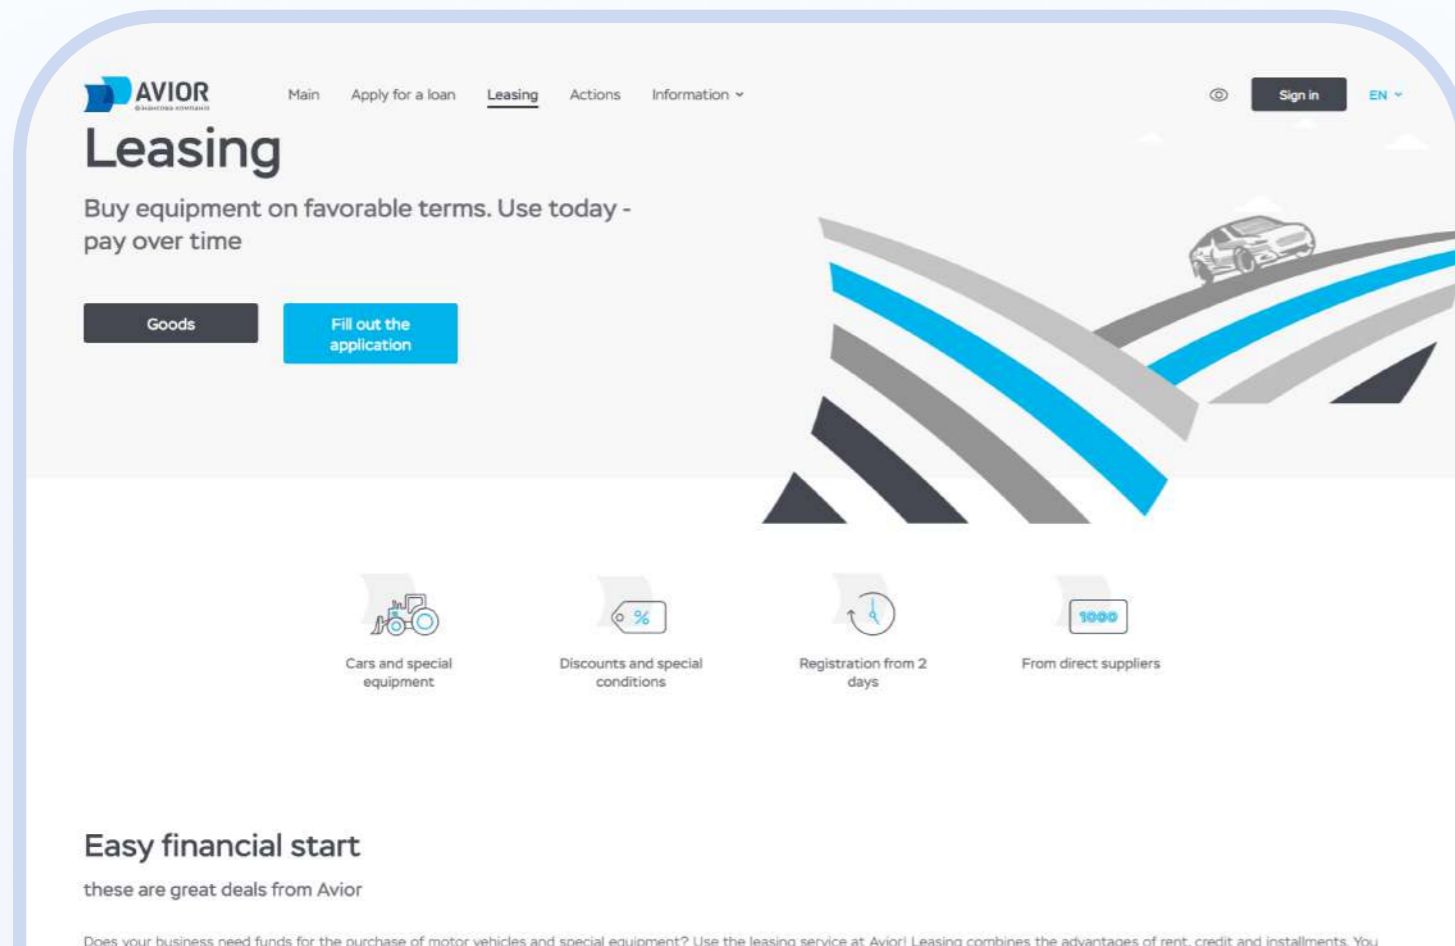 AVIOR
ФІНАНСОВА КОМПАНІЯ
Main Apply for a loan Leasing Actions Information
Sign in
EN
Leasing
Buy equipment on favorable terms. Use today -
pay over time
Goods
Fill out the
application
Cars and special
equipment
%
Discounts and special
conditions
Registration from 2
days
1000
From direct suppliers
Easy financial start
these are great deals from Avior
Does your business need funds for the purchase of motor vehicles and special equipment? Use the leasing service at Avior! Leasing combines the advantages of rent, credit and installments. You